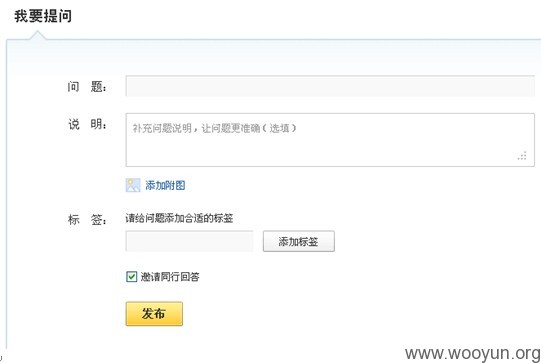 我要提问
问 题：
说 明： 补充问题说明，让问题更准确（选填）
添加附图
标 签： 请给问题添加合适的标签
添加标签
邀请同行回答
发布
www.wooyun.org